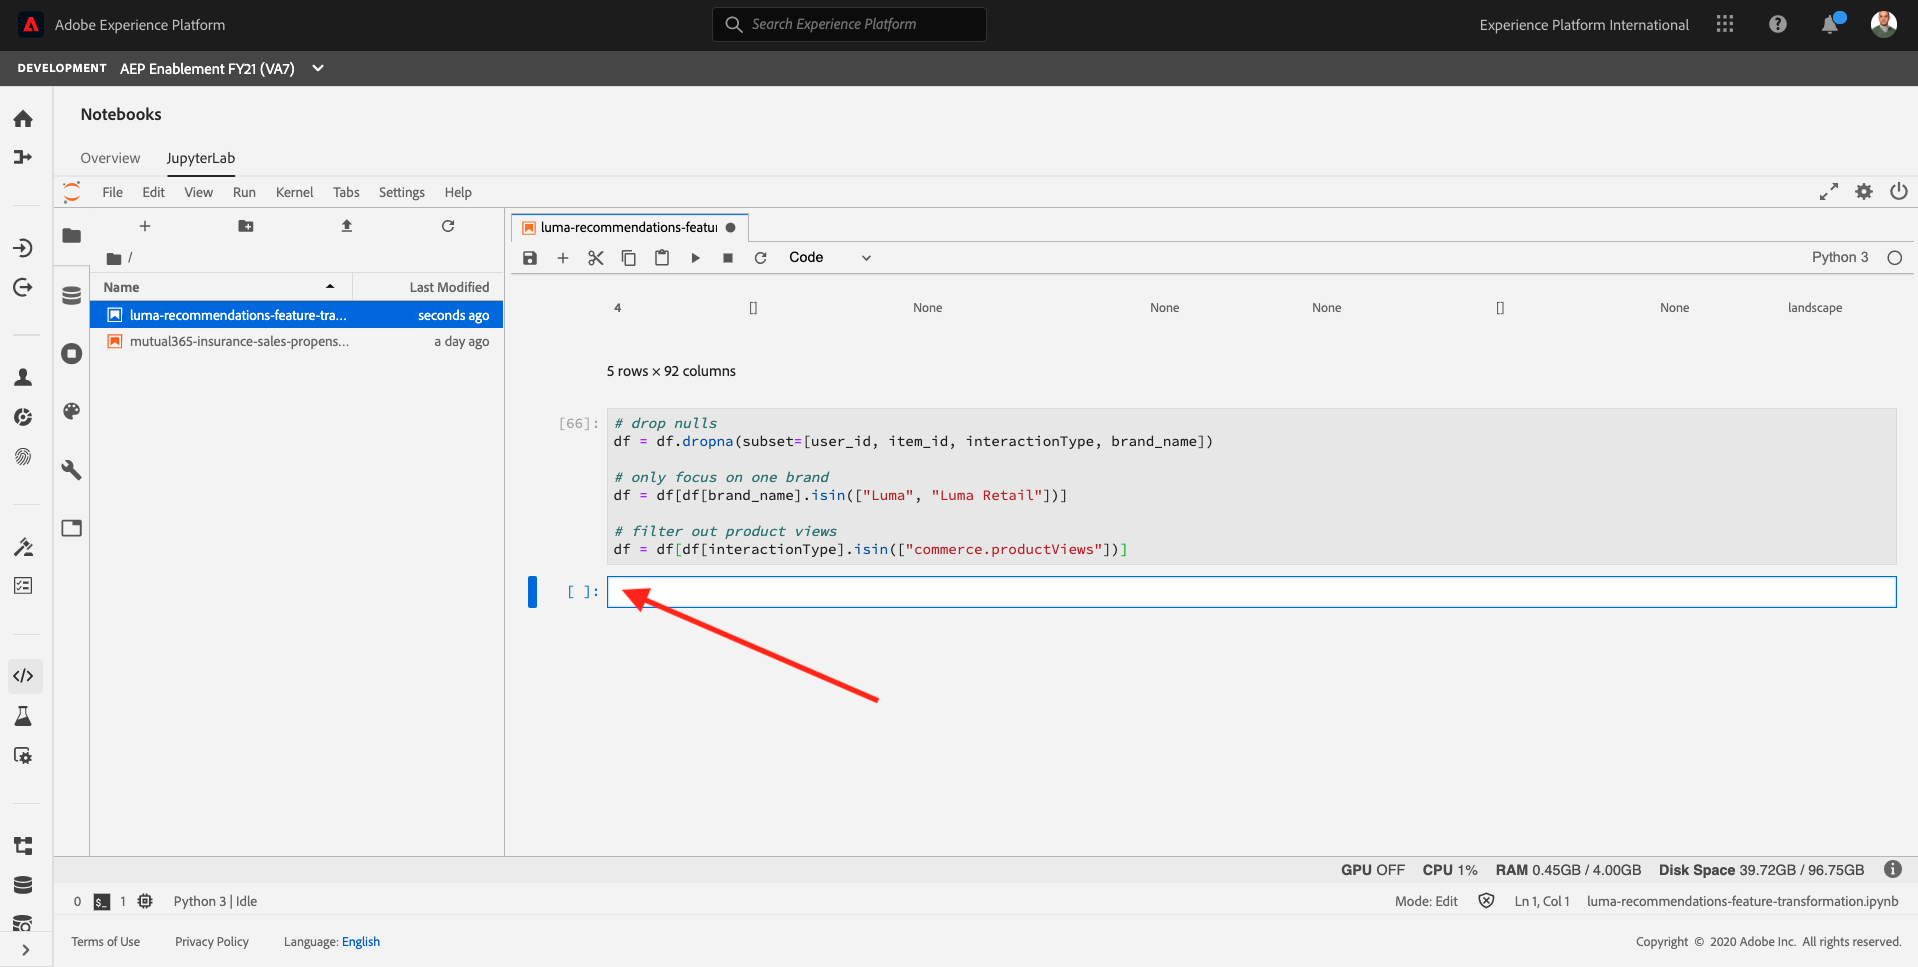 Adobe Experience Platform
Search Experience Platform
Experience Platform International
DEVELOPMENT AEP Enablement FY21 (VA7)
Notebooks
Overview JupyterLab
File Edit View Run Kernel Tabs Settings Help
luma-recommendations-featur
/
Code
Python 3
Name Last Modified
luma-recommendations-feature-tra... seconds ago
mutual365-insurance-sales-propens... a day ago
4 [] None None None [] None landscape
5 rows × 92 columns
[66]: # drop nulls
df = df.dropna(subset=[user_id, item_id, interactionType, brand_name])
# only focus on one brand
df = df[df[brand_name].isin(["Luma", "Luma Retail"])]
# filter out product views
df = df[df[interactionType].isin(["commerce.productViews"])]
[ ]:
GPU OFF CPU 1% RAM 0.45GB / 4.00GB Disk Space 39.72GB / 96.75GB
0 $_ 1 Python 3 | Idle
Mode: Edit Ln 1, Col 1 luma-recommendations-feature-transformation.ipynb
Terms of Use Privacy Policy Language: English
Copyright © 2020 Adobe Inc. All rights reserved.